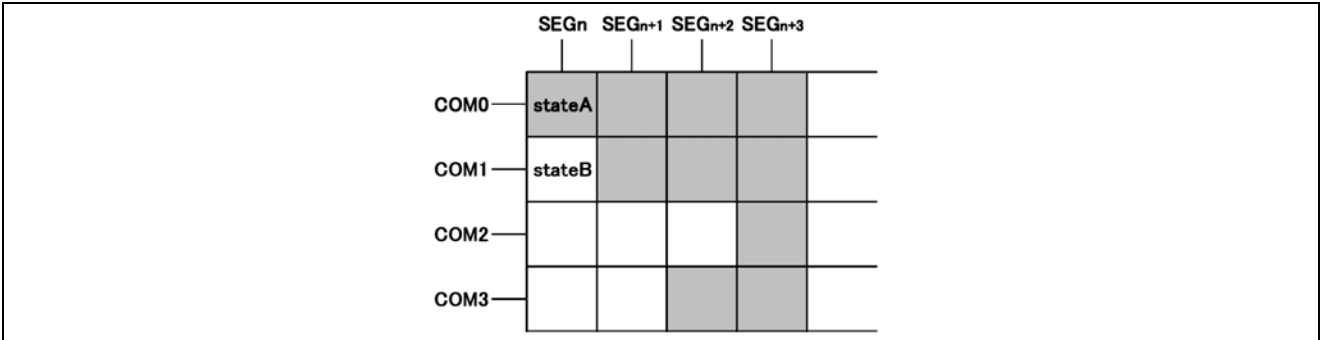 SEGn SEGn+1 SEGn+2 SEGn+3
COM0 stateA
COM1 stateB
COM2
COM3